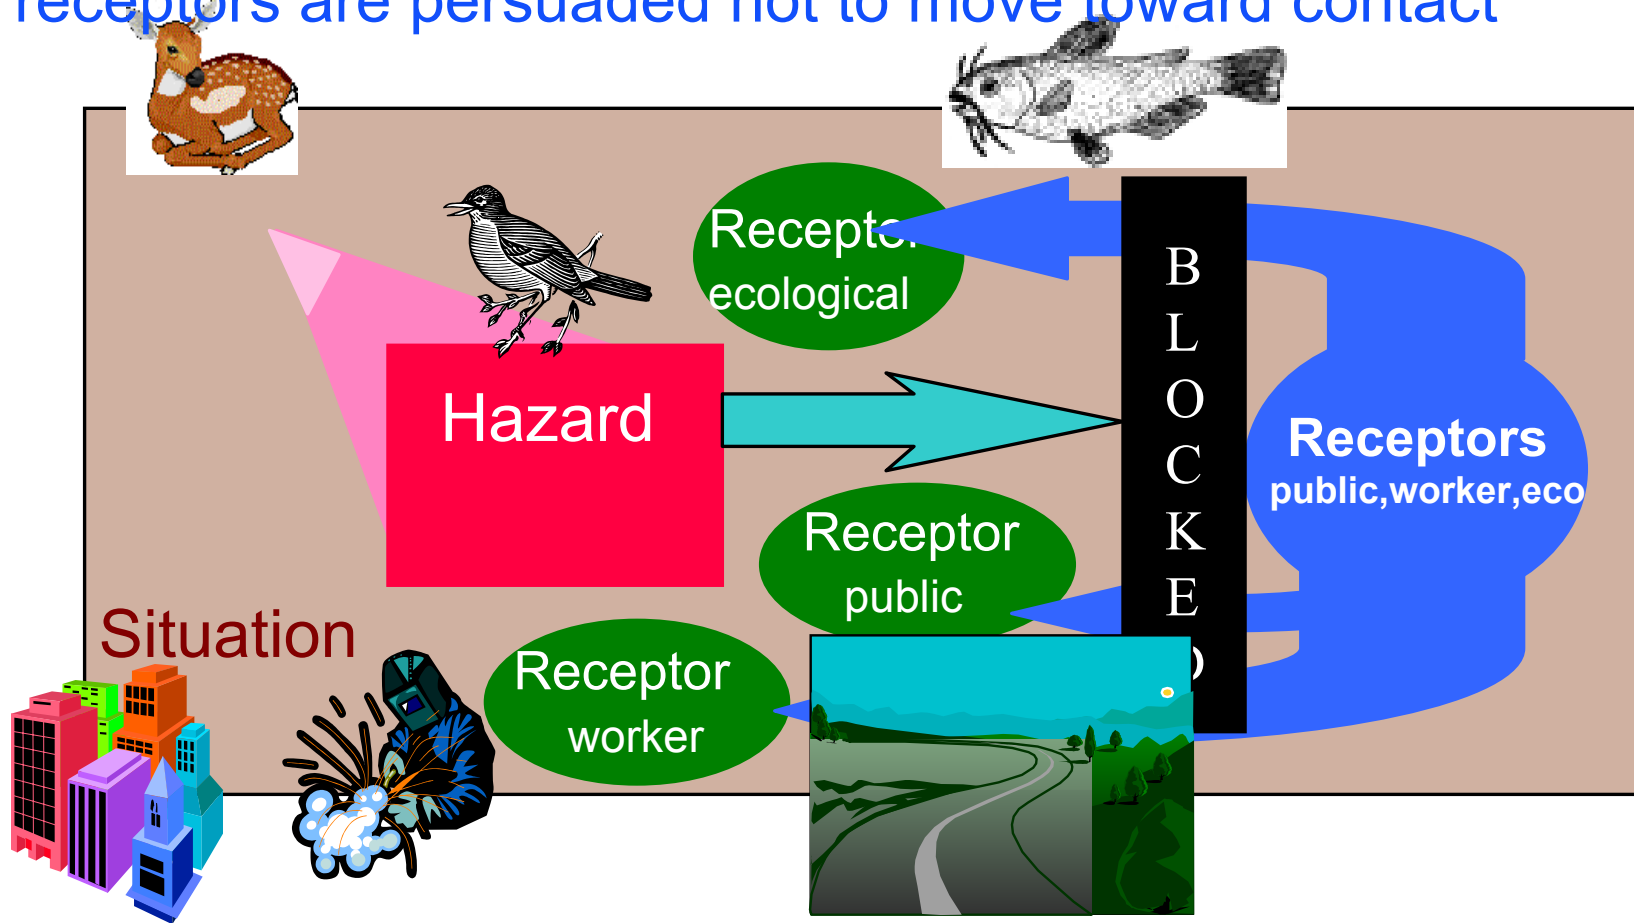 receptors are persuaded not to move toward contact
Receptor
ecological
B
L
O
C
K
E
D
Hazard
Receptors
public,worker,eco
Receptor
public
Situation
Receptor
worker